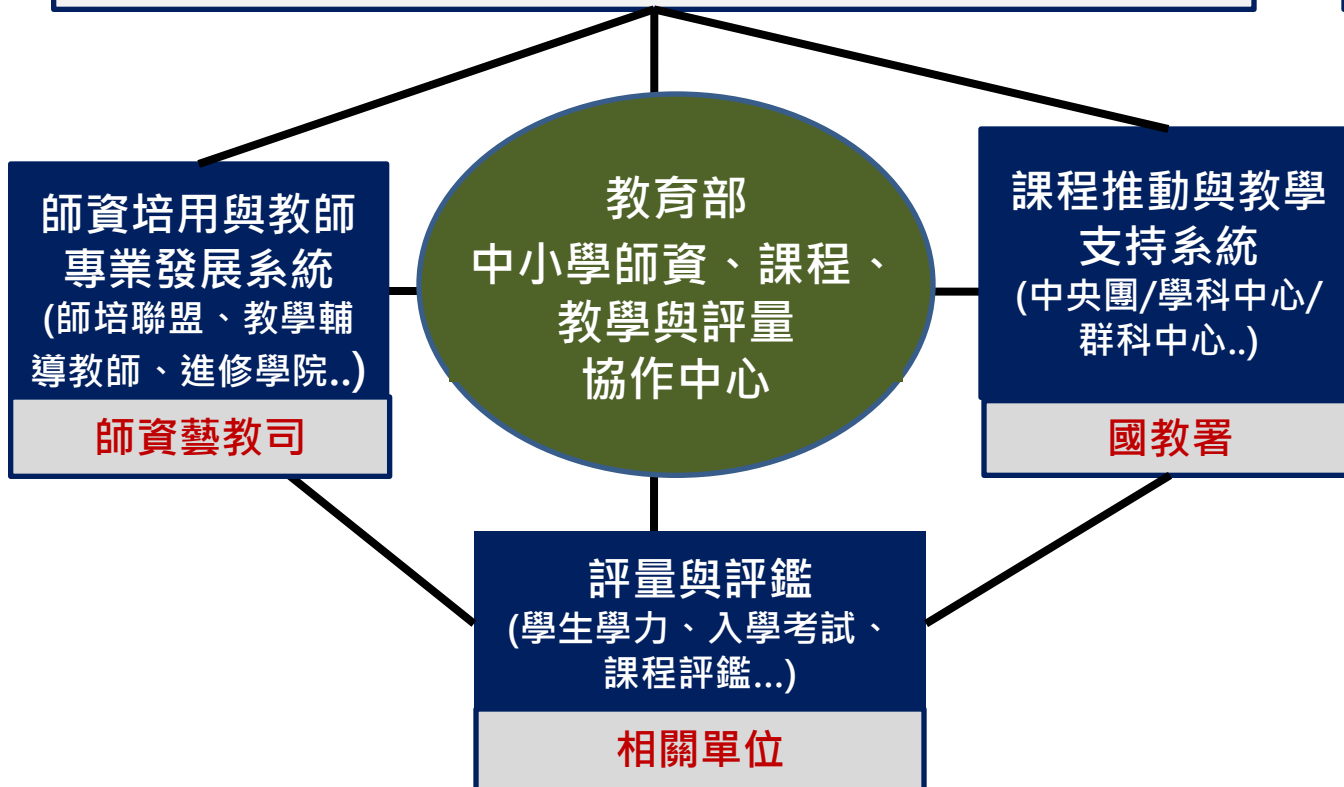 教育部
中小學師資、課程、
教學與評量
協作中心
師資培用與教師
專業發展系統
(師培聯盟、教學輔
導教師、進修學院..)
師資藝教司
課程推動與教學
支持系統
(中央團/學科中心/
群科中心..)
國教署
評量與評鑑
(學生學力、入學考試、
課程評鑑...)
相關單位